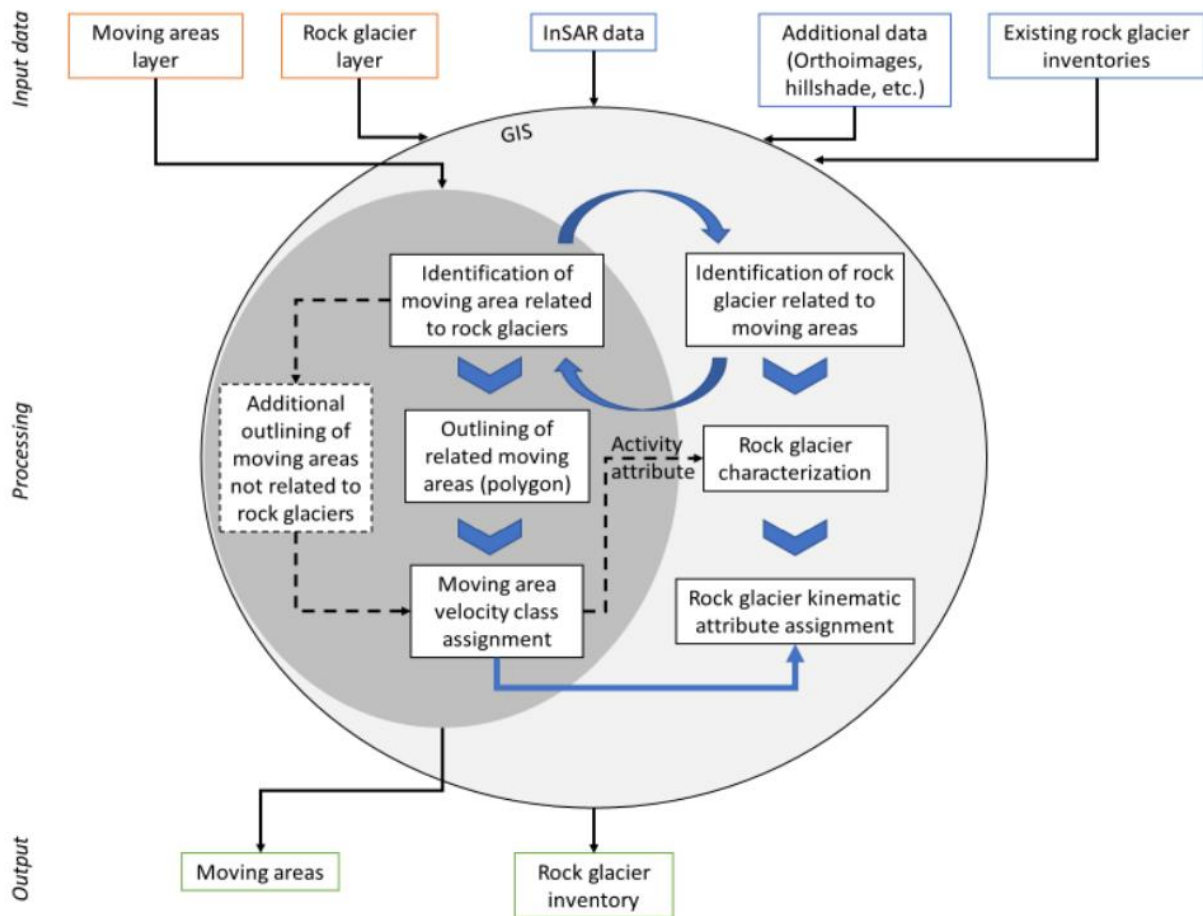 Input data
Moving areas
layer
Rock glacier
layer
InSAR data
Additional data
(Orthoimages,
hillshade, etc.)
Existing rock glacier
inventories
GIS
Processing
Identification of
moving area related
to rock glaciers
Identification of rock
glacier related to
moving areas
Additional
outlining of
moving areas
not related to
rock glaciers
Outlining of
related moving
areas (polygon)
Activity
attribute
Rock glacier
characterization
Moving area
velocity class
assignment
Rock glacier kinematic
attribute assignment
Output
Moving areas
Rock glacier
inventory